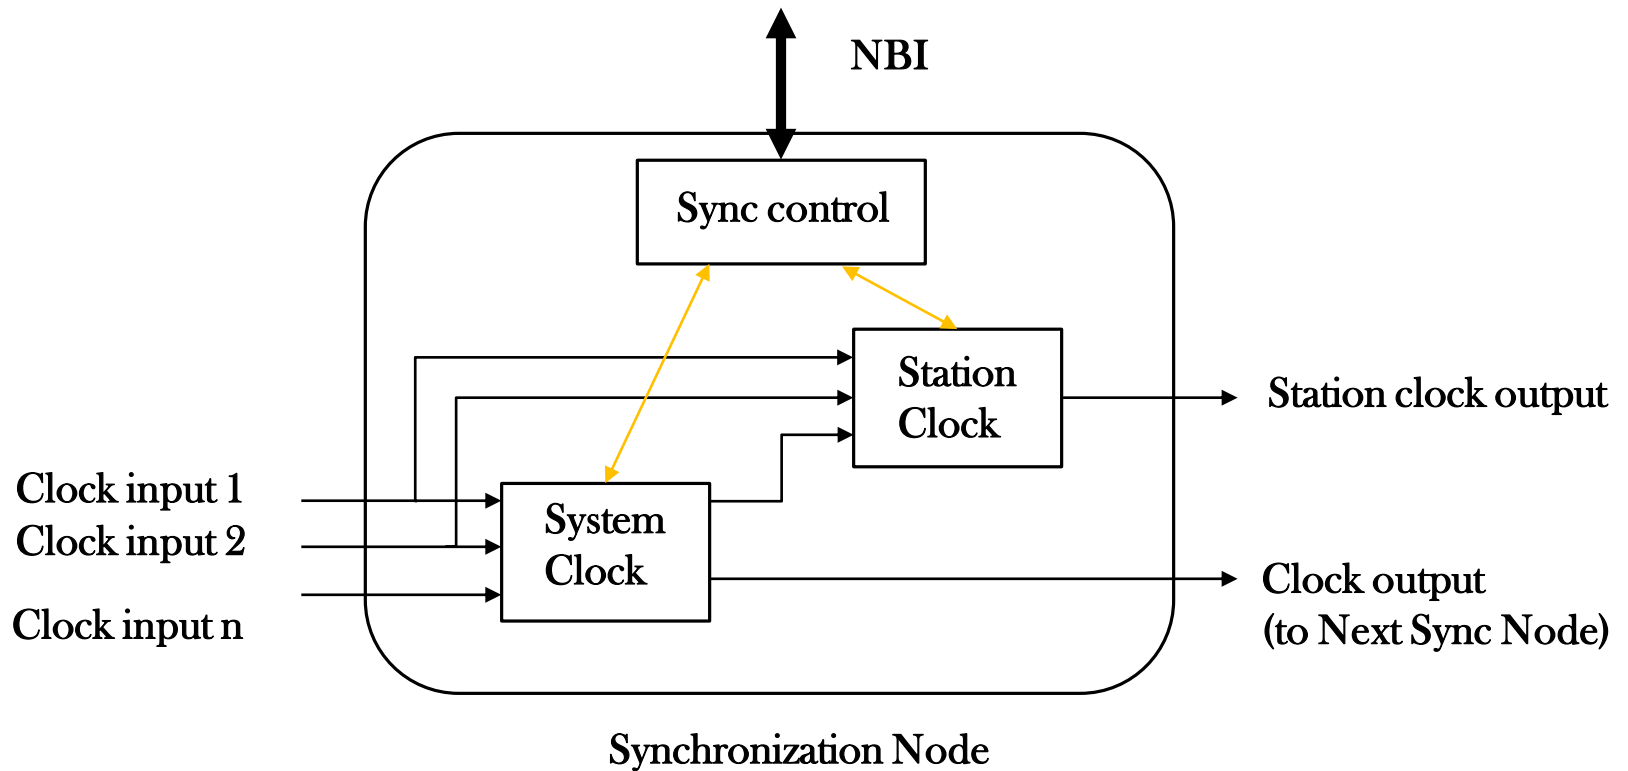 NBI
Sync control
Station
Clock
Station clock output
Clock input 1
Clock input 2
Clock input n
System
Clock
Clock output
(to Next Sync Node)
Synchronization Node